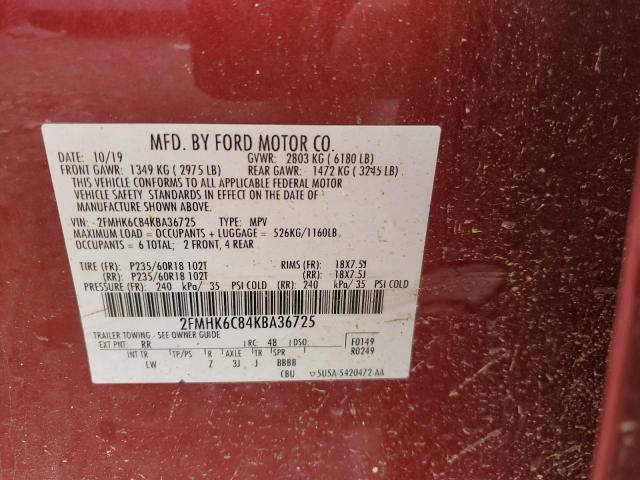 MFD. BY FORD MOTOR CO.
DATE: 10/19 GVWR: 2803 KG ( 6180 LB)
FRONT GAWR: 1349 KG ( 2975 LB) REAR GAWR: 1472 KG ( 3245 LB)
THIS VEHICLE CONFORMS TO ALL APPLICABLE FEDERAL MOTOR
VEHICLE SAFETY STANDARDS IN EFFECT ON THE DATE OF
MANUFACTURE SHOWN ABOVE.
VIN: -2FMHK6C84KBA36725 TYPE: MPV
MAXIMUM LOAD = OCCUPANTS + LUGGAGE = 526KG/1160LB
OCCUPANTS = 6 TOTAL; 2 FRONT, 4 REAR
TIRE (FR): P235/60R18 102T RIMS (FR): 18X7.5J
(RR): P235/60R18 102T (RR): 18X7.5J
PRESSURE (FR): 240 kPa/ 35 PSI COLD (RR): 240 kPa/ 35 PSI COLD
2FMHK6C84KBA36725
TRAILER TOWING - SEE OWNER GUIDE
EXT PNT: RR RC: 4B DSO: F0149
INT TR TP/PS R AXLE TR SPR R0249
LW Z 3J J BBBB
CBU ▽5U5A-5420472-AA